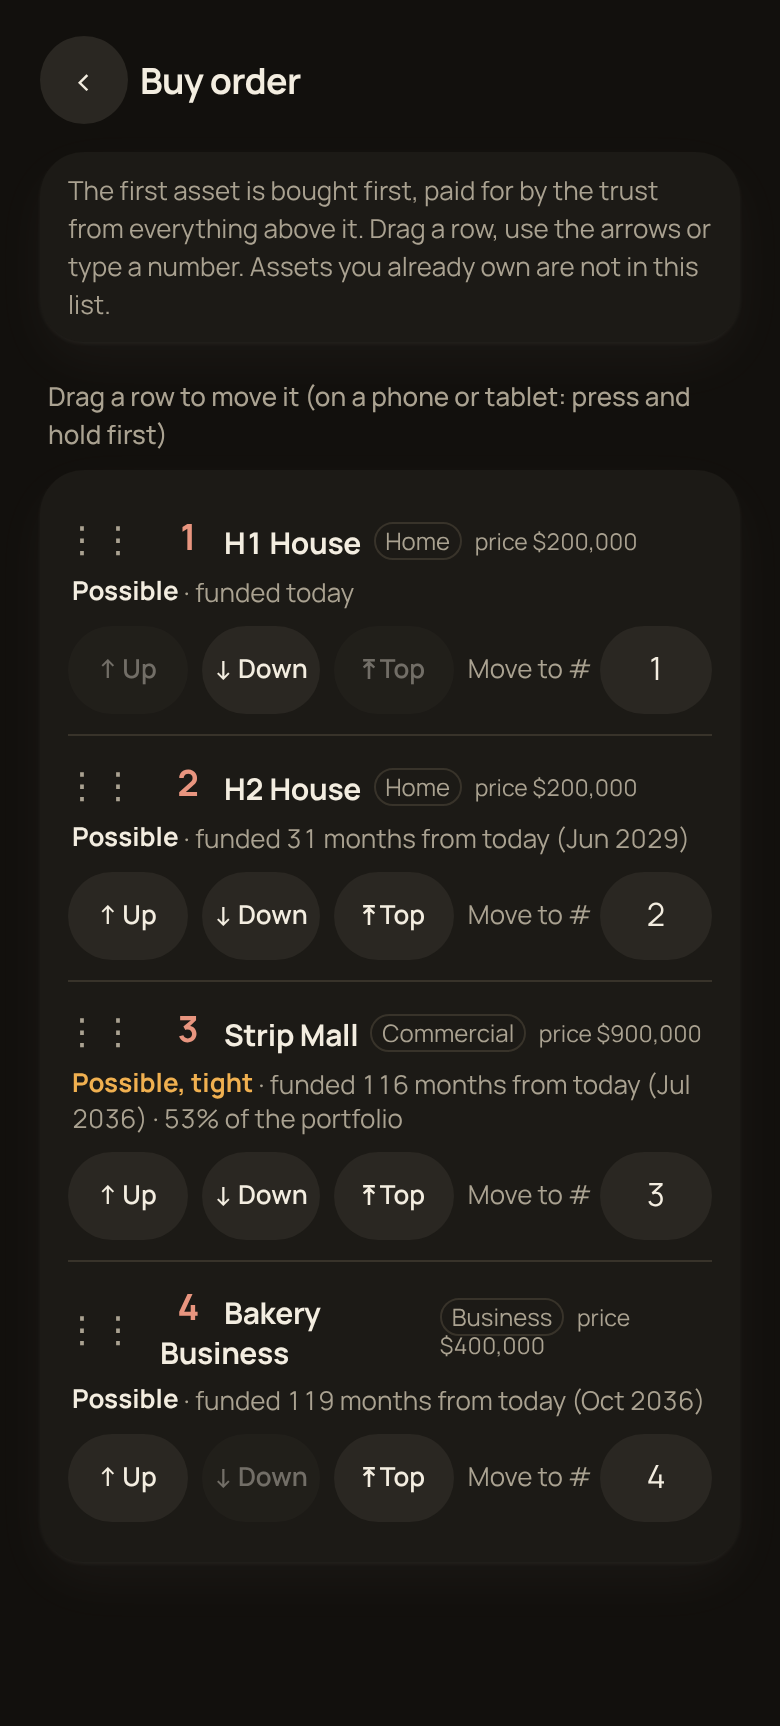 ‹ Buy order
The first asset is bought first, paid for by the trust
from everything above it. Drag a row, use the arrows or
type a number. Assets you already own are not in this
list.
Drag a row to move it (on a phone or tablet: press and
hold first)
⋮⋮ 1 H1 House Home price $200,000
Possible · funded today
↑ Up ↓ Down ⤒Top Move to # 1
⋮⋮ 2 H2 House Home price $200,000
Possible · funded 31 months from today (Jun 2029)
↑ Up ↓ Down ⤒Top Move to # 2
⋮⋮ 3 Strip Mall Commercial price $900,000
Possible, tight · funded 116 months from today (Jul
2036) · 53% of the portfolio
↑ Up ↓ Down ⤒Top Move to # 3
⋮⋮ 4 Bakery Business price
Business $400,000
Possible · funded 119 months from today (Oct 2036)
↑ Up ↓ Down ⤒Top Move to # 4